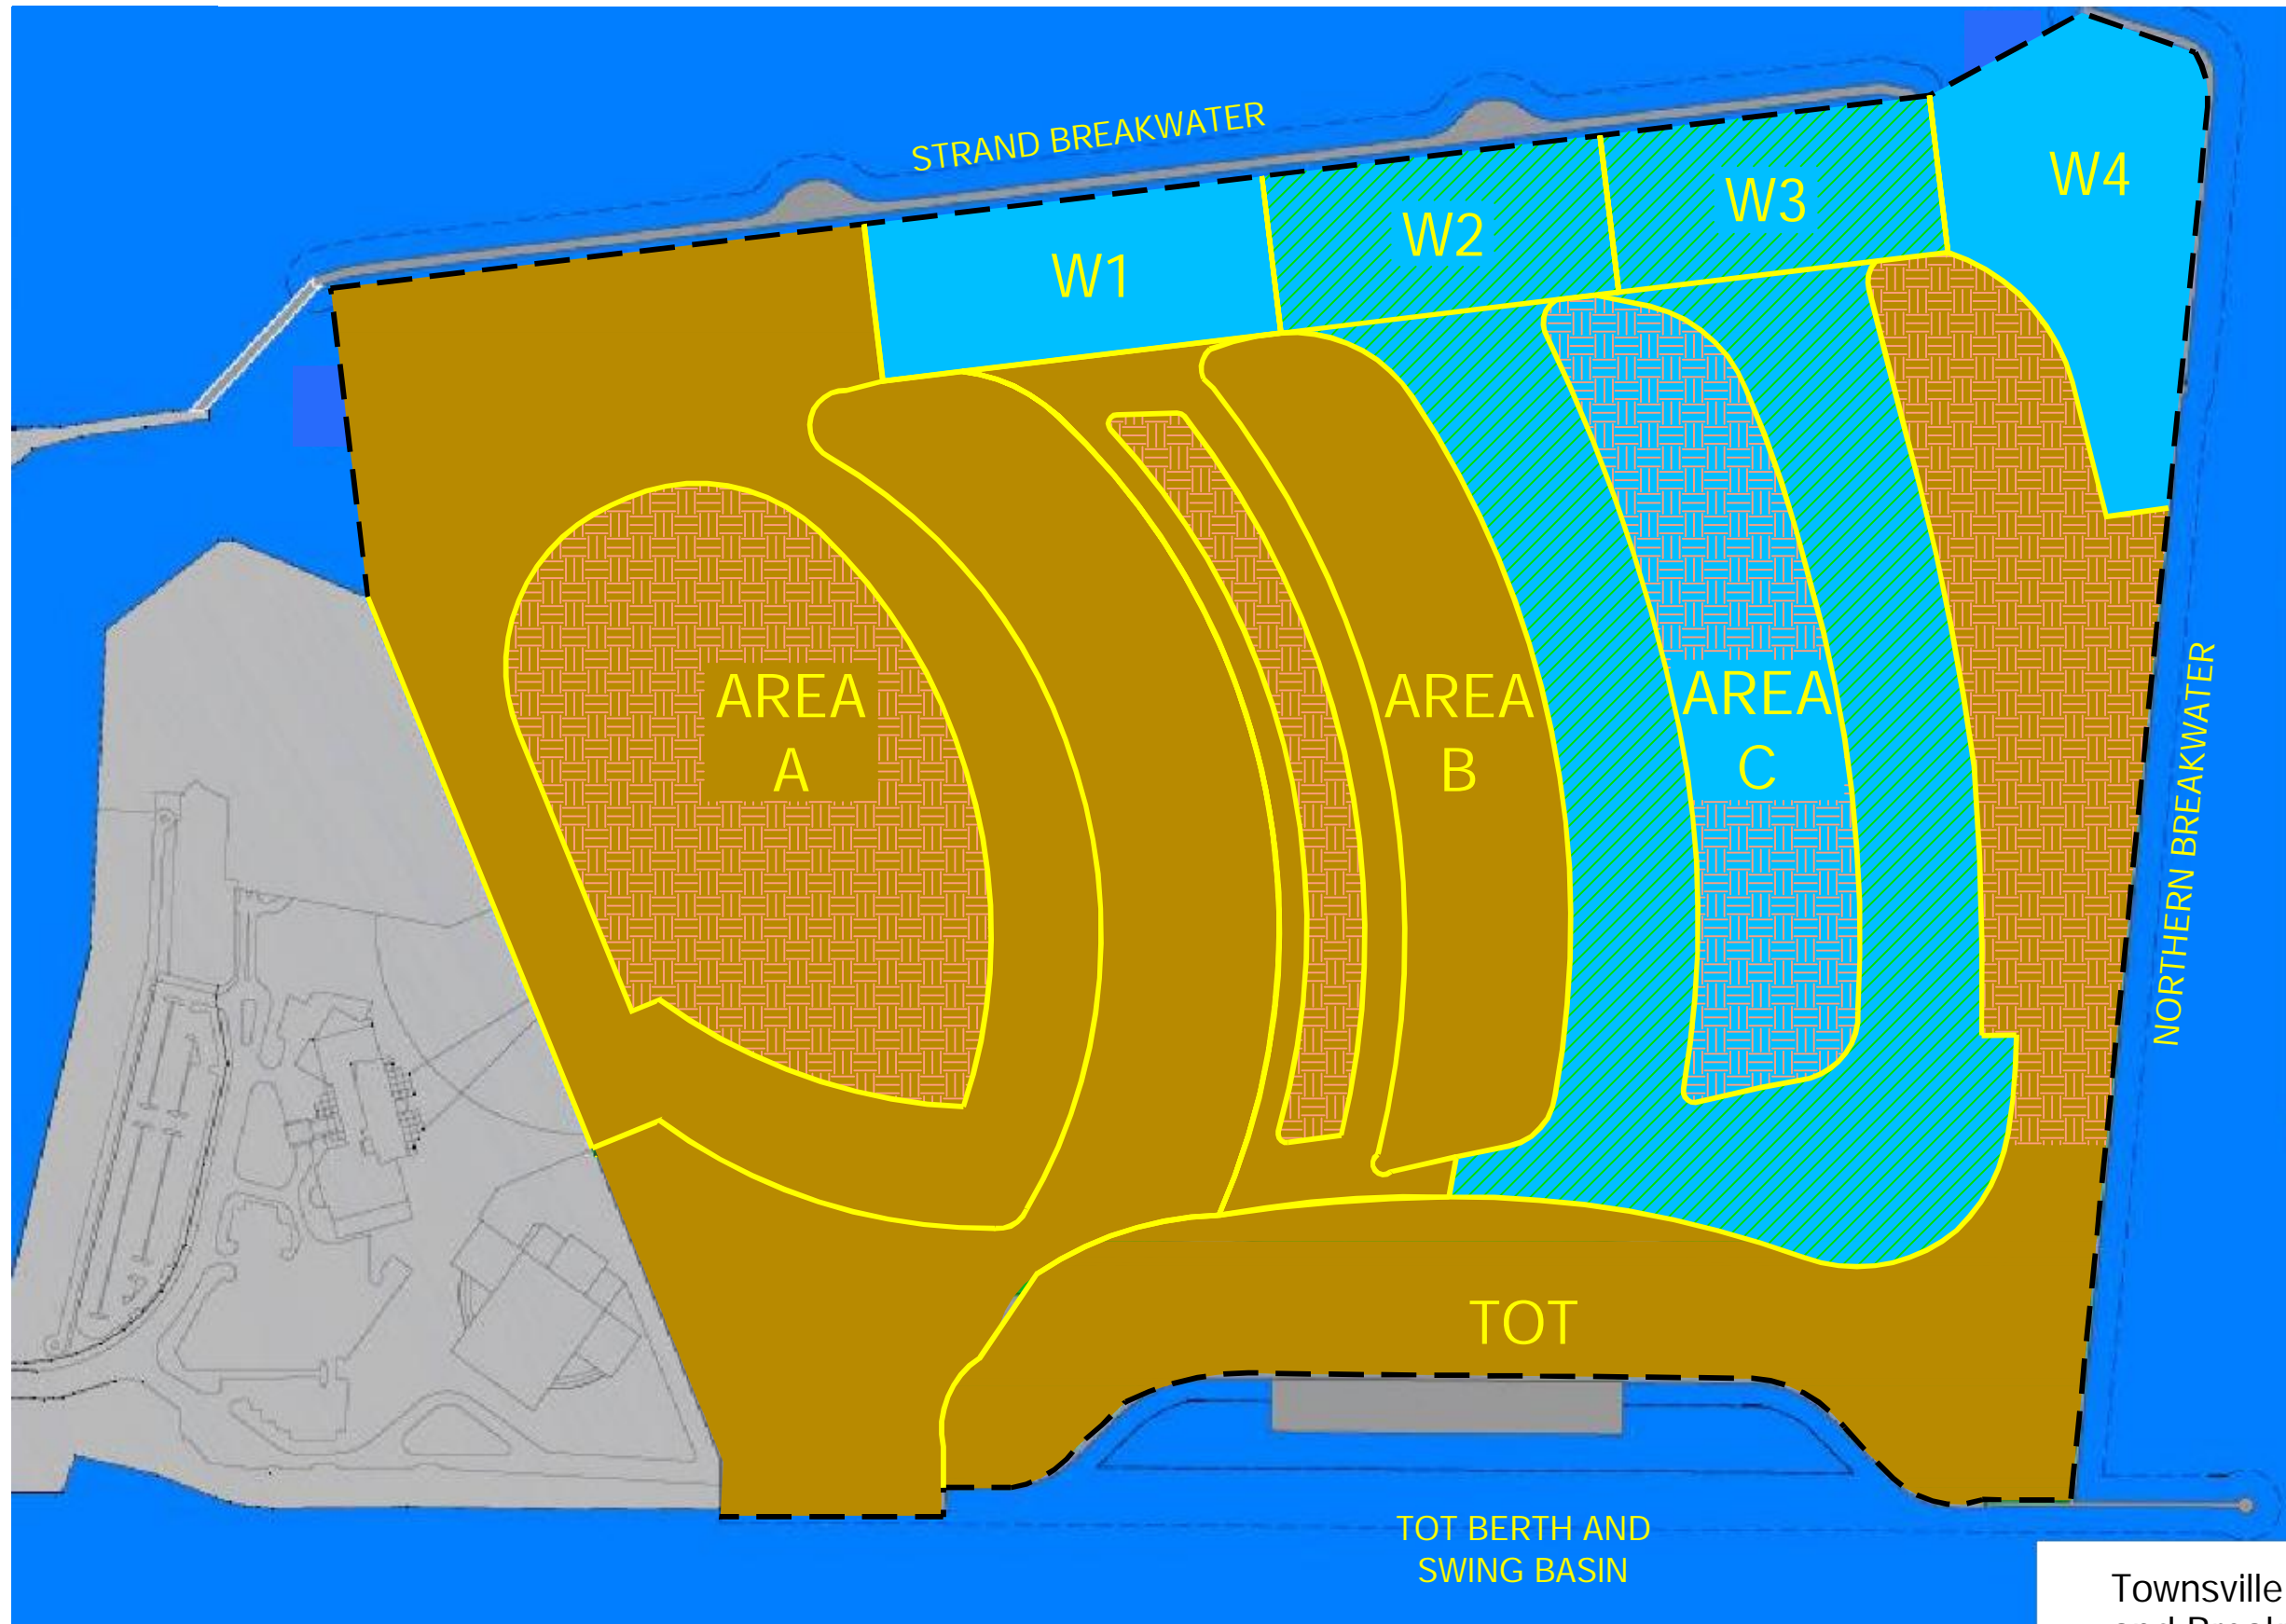 STRAND BREAKWATER
W1
W2
W3
W4
AREA
A
AREA
B
AREA
C
NORTHERN BREAKWATER
TOT
TOT BERTH AND
SWING BASIN
Townsville